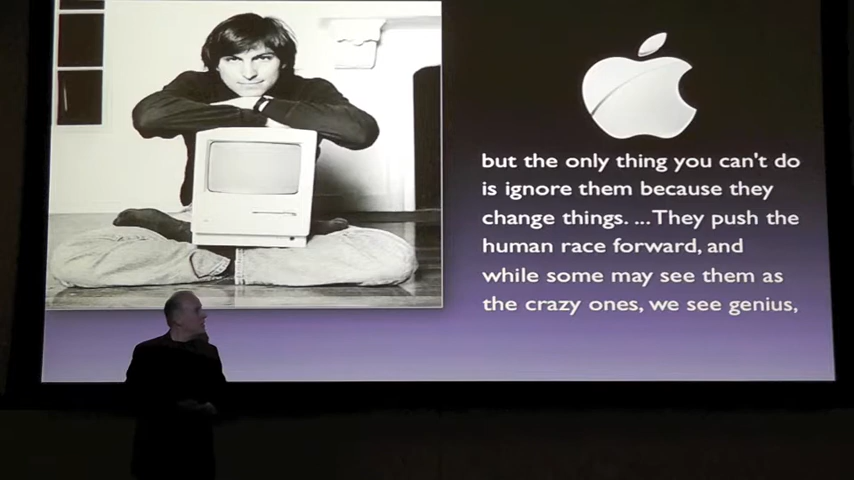 but the only thing you can't do
is ignore them because they
change things. ...They push the
human race forward, and
while some may see them as
the crazy ones, we see genius,